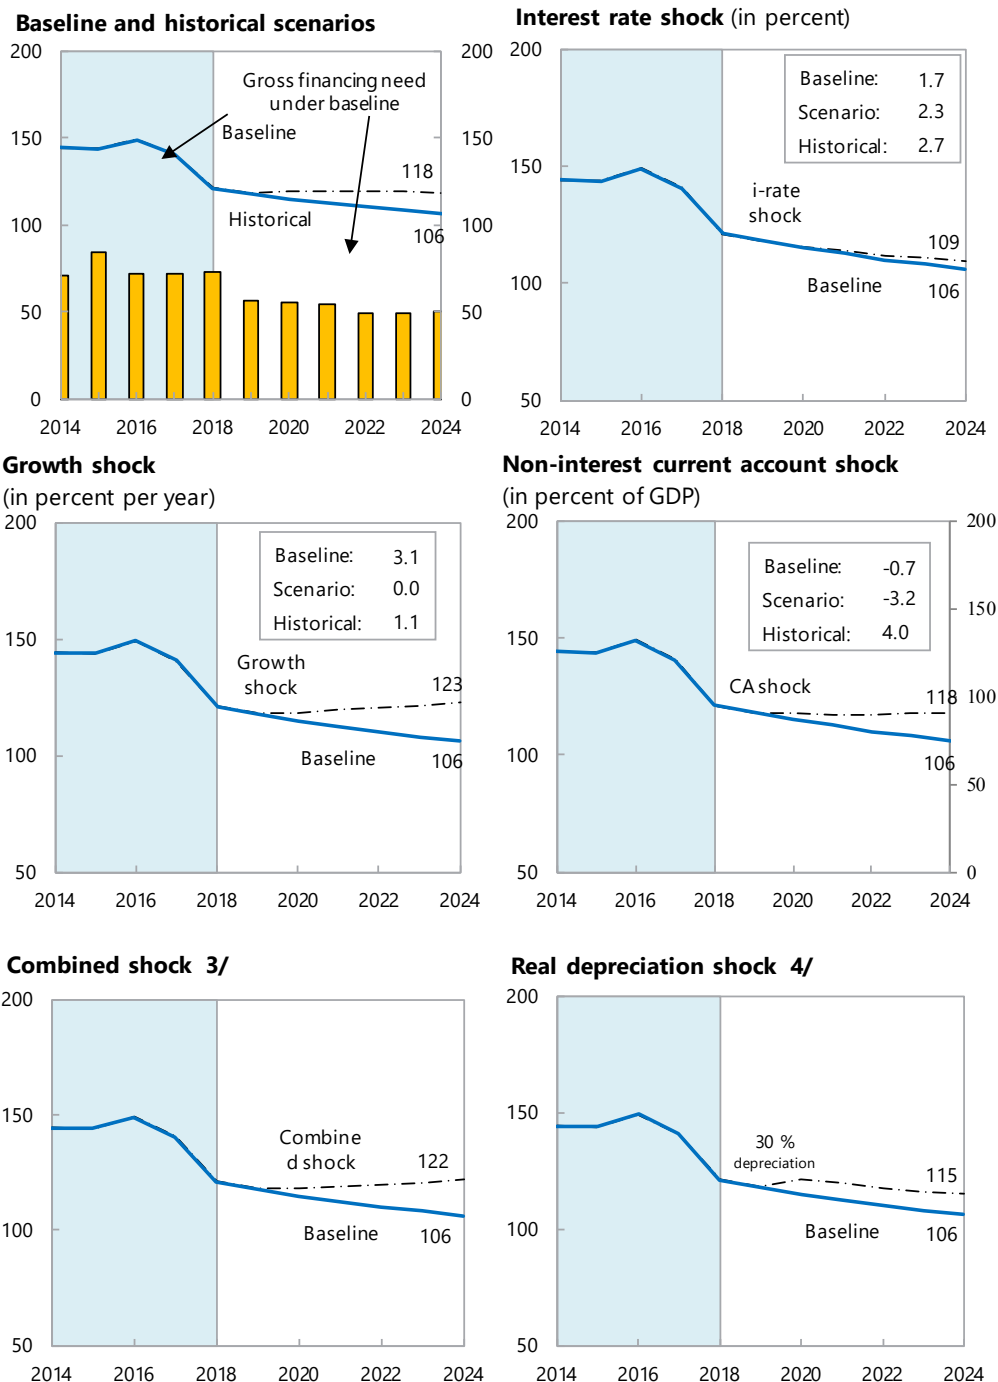 Baseline and historical scenarios
200
150
100
50
0
200
150
100
50
0
Gross financing need
under baseline
Baseline
118
Historical
106
2014 2016 2018 2020 2022 2024
Interest rate shock (in percent)
200
150
100
50
Baseline: 1.7
Scenario: 2.3
Historical: 2.7
i-rate
shock
109
Baseline
106
2014 2016 2018 2020 2022 2024
Growth shock
(in percent per year)
200
150
100
50
Baseline: 3.1
Scenario: 0.0
Historical: 1.1
Growth
shock
123
Baseline
106
2014 2016 2018 2020 2022 2024
Non-interest current account shock
(in percent of GDP)
200
150
100
50
200
150
100
50
0
Baseline: -0.7
Scenario: -3.2
Historical: 4.0
CA shock
118
106
2014 2016 2018 2020 2022 2024
Combined shock 3/
200
150
100
50
Combine
d shock
122
Baseline
106
2014 2016 2018 2020 2022 2024
Real depreciation shock 4/
200
150
100
50
30 %
depreciation
115
Baseline
106
2014 2016 2018 2020 2022 2024